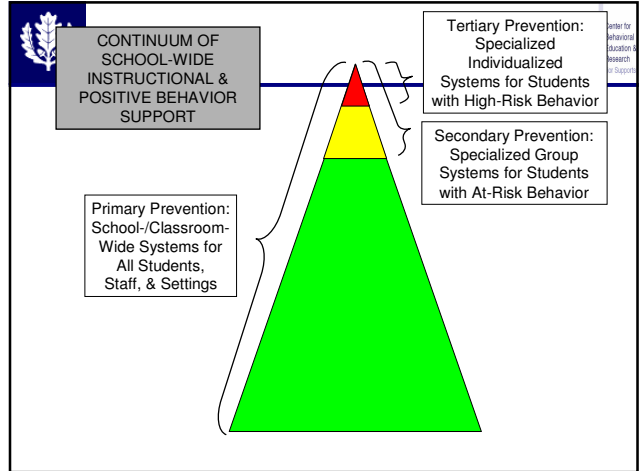 CONTINUUM OF
SCHOOL-WIDE
INSTRUCTIONAL &
POSITIVE BEHAVIOR
SUPPORT
Tertiary Prevention:
Specialized
Individualized
Systems for Students
with High-Risk Behavior
Secondary Prevention:
Specialized Group
Systems for Students
with At-Risk Behavior
Primary Prevention:
School-/Classroom-
Wide Systems for
All Students,
Staff, & Settings